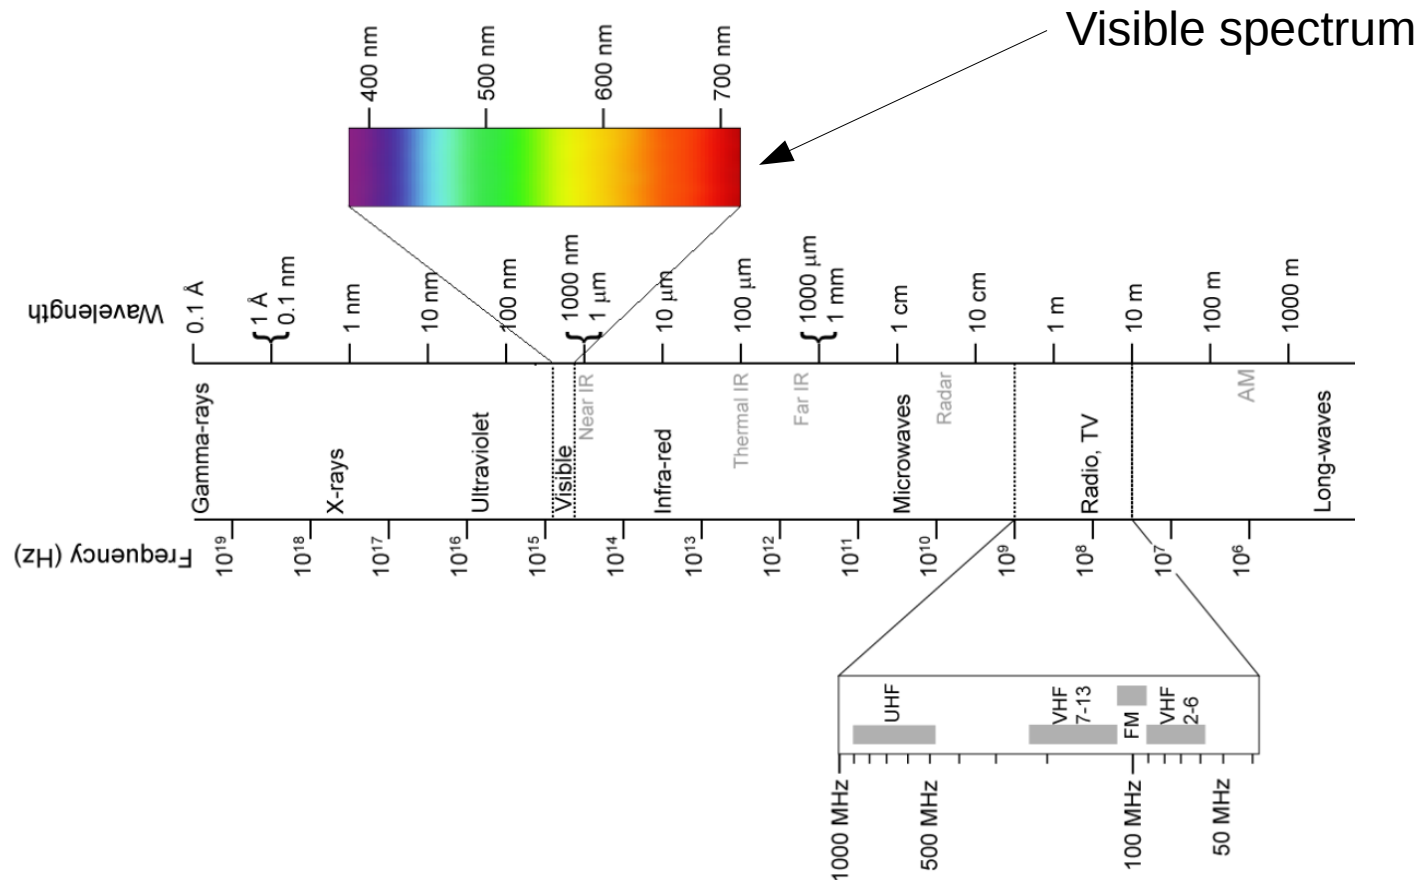 Visible spectrum
400 nm
500 nm
600 nm
700 nm
Wavelength
0.1 Å
1 Å
0.1 nm
1 nm
10 nm
100 nm
1000 nm
1 μm
10 μm
100 μm
1000 μm
1 mm
1 cm
10 cm
1 m
10 m
100 m
1000 m
Gamma-rays
X-rays
Ultraviolet
Visible
Near IR
Infra-red
Thermal IR
Far IR
Microwaves
Radar
Radio, TV
AM
Long-waves
Frequency (Hz)
10¹⁹
10¹⁸
10¹⁷
10¹⁶
10¹⁵
10¹⁴
10¹³
10¹²
10¹¹
10¹⁰
10⁹
10⁸
10⁷
10⁶
UHF
VHF
7-13
FM
VHF
2-6
1000 MHz
500 MHz
100 MHz
50 MHz